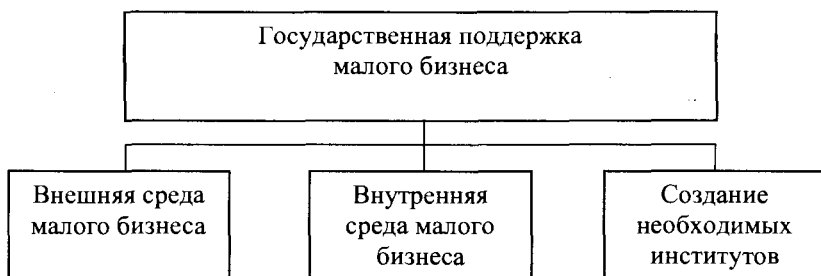 Государственная поддержка
малого бизнеса
Внешняя среда
малого бизнеса
Внутренняя
среда малого
бизнеса
Создание
необходимых
институтов